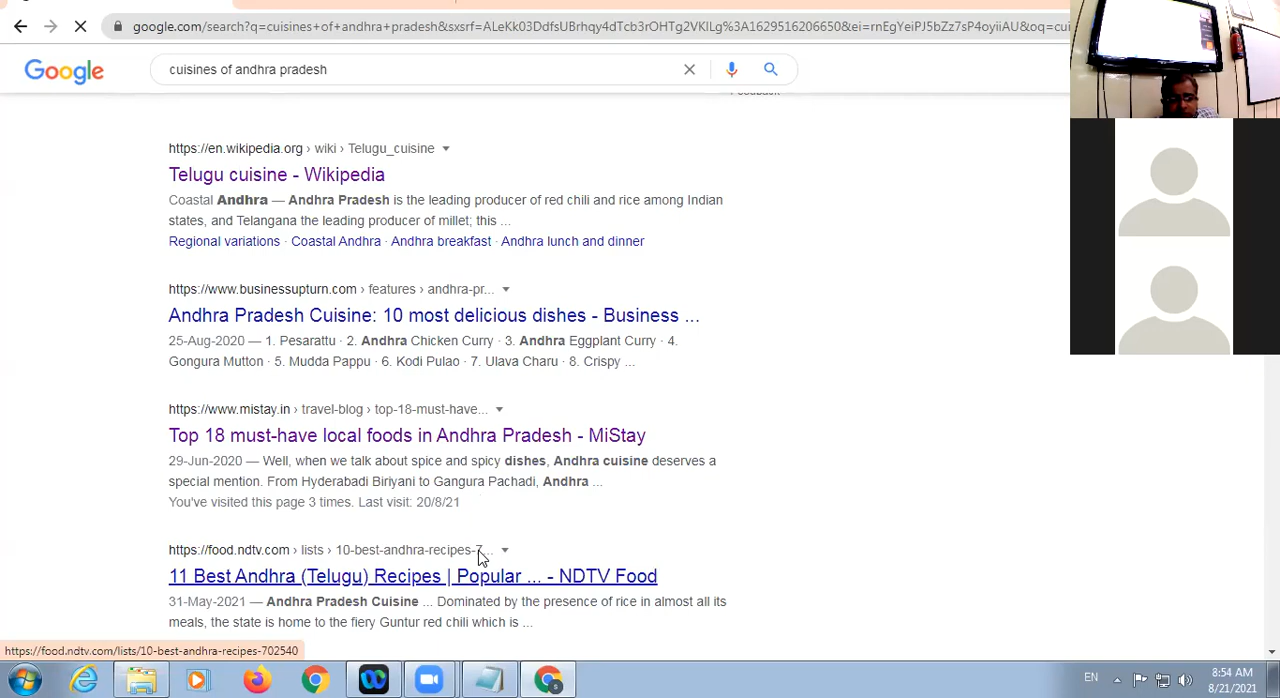 google.com/search?q=cuisines+of+andhra+pradesh&sxsrf=ALeKk03DdfsUBrhqy4dTcb3rOHTg2VKlLg%3A1629516206650&ei=rnEgYeiPJ5bZz7sP4oyiiAU&oq=cui
Google
cuisines of andhra pradesh
Feedback
https://en.wikipedia.org › wiki › Telugu_cuisine
Telugu cuisine - Wikipedia
Coastal Andhra — Andhra Pradesh is the leading producer of red chili and rice among Indian
states, and Telangana the leading producer of millet; this ...
Regional variations · Coastal Andhra · Andhra breakfast · Andhra lunch and dinner
https://www.businessupturn.com › features › andhra-pr...
Andhra Pradesh Cuisine: 10 most delicious dishes - Business ...
25-Aug-2020 — 1. Pesarattu · 2. Andhra Chicken Curry · 3. Andhra Eggplant Curry · 4.
Gongura Mutton · 5. Mudda Pappu · 6. Kodi Pulao · 7. Ulava Charu · 8. Crispy ...
https://www.mistay.in › travel-blog › top-18-must-have...
Top 18 must-have local foods in Andhra Pradesh - MiStay
29-Jun-2020 — Well, when we talk about spice and spicy dishes, Andhra cuisine deserves a
special mention. From Hyderabadi Biriyani to Gangura Pachadi, Andhra ...
You've visited this page 3 times. Last visit: 20/8/21
https://food.ndtv.com › lists › 10-best-andhra-recipes-7...
11 Best Andhra (Telugu) Recipes | Popular ... - NDTV Food
31-May-2021 — Andhra Pradesh Cuisine ... Dominated by the presence of rice in almost all its
meals, the state is home to the fiery Guntur red chili which is ...
https://food.ndtv.com/lists/10-best-andhra-recipes-702540
EN
8:54 AM
8/21/2021